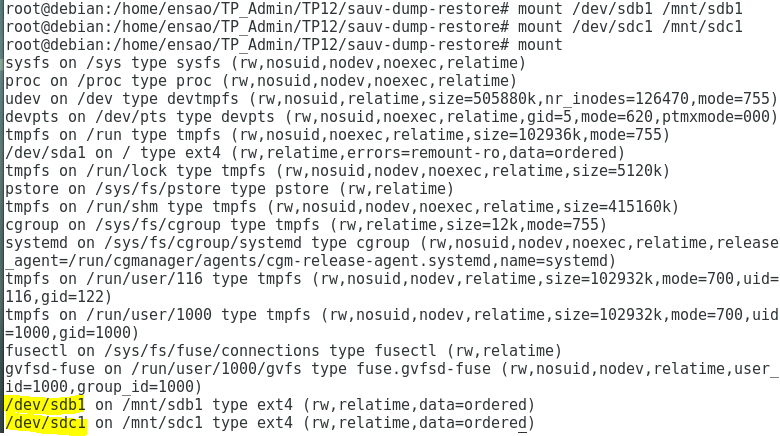 root@debian:/home/ensao/TP_Admin/TP12/sauv-dump-restore# mount /dev/sdb1 /mnt/sdb1
root@debian:/home/ensao/TP_Admin/TP12/sauv-dump-restore# mount /dev/sdc1 /mnt/sdc1
root@debian:/home/ensao/TP_Admin/TP12/sauv-dump-restore# mount
sysfs on /sys type sysfs (rw,nosuid,nodev,noexec,relatime)
proc on /proc type proc (rw,nosuid,nodev,noexec,relatime)
udev on /dev type devtmpfs (rw,nosuid,relatime,size=505880k,nr_inodes=126470,mode=755)
devpts on /dev/pts type devpts (rw,nosuid,noexec,relatime,gid=5,mode=620,ptmxmode=000)
tmpfs on /run type tmpfs (rw,nosuid,noexec,relatime,size=102936k,mode=755)
/dev/sda1 on / type ext4 (rw,relatime,errors=remount-ro,data=ordered)
tmpfs on /run/lock type tmpfs (rw,nosuid,nodev,noexec,relatime,size=5120k)
pstore on /sys/fs/pstore type pstore (rw,relatime)
tmpfs on /run/shm type tmpfs (rw,nosuid,nodev,noexec,relatime,size=415160k)
cgroup on /sys/fs/cgroup type tmpfs (rw,relatime,size=12k,mode=755)
systemd on /sys/fs/cgroup/systemd type cgroup (rw,nosuid,nodev,noexec,relatime,release
_agent=/run/cgmanager/agents/cgm-release-agent.systemd,name=systemd)
tmpfs on /run/user/116 type tmpfs (rw,nosuid,nodev,relatime,size=102932k,mode=700,uid=
116,gid=122)
tmpfs on /run/user/1000 type tmpfs (rw,nosuid,nodev,relatime,size=102932k,mode=700,uid
=1000,gid=1000)
fusectl on /sys/fs/fuse/connections type fusectl (rw,relatime)
gvfsd-fuse on /run/user/1000/gvfs type fuse.gvfsd-fuse (rw,nosuid,nodev,relatime,user_
id=1000,group_id=1000)
/dev/sdb1 on /mnt/sdb1 type ext4 (rw,relatime,data=ordered)
/dev/sdc1 on /mnt/sdc1 type ext4 (rw,relatime,data=ordered)